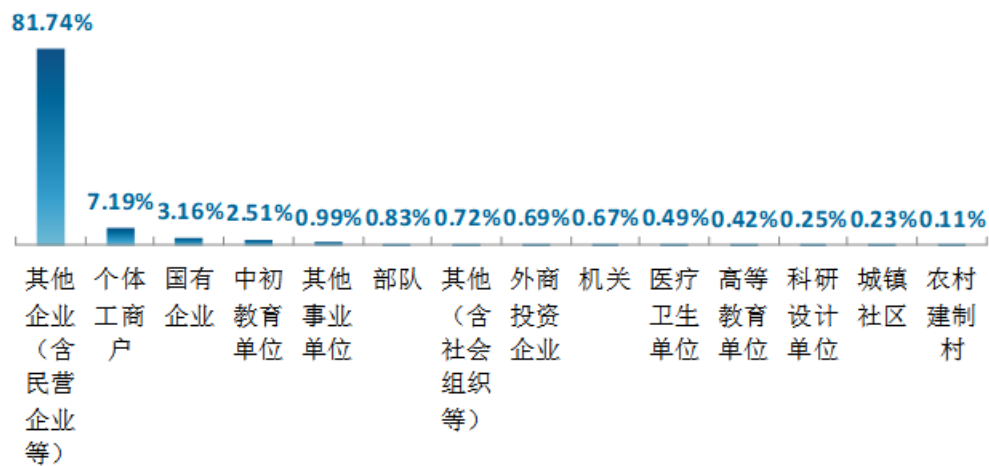 81.74%
7.19%
3.16%
2.51%
0.99%
0.83%
0.72%
0.69%
0.67%
0.49%
0.42%
0.25%
0.23%
0.11%
其他
企业
（含
民营
企业
等）
个体
工商
户
国有
企业
中初
教育
单位
其他
事业
单位
部队
其他
（含
社会
组织
等）
外商
投资
企业
机关
医疗
卫生
单位
高等
教育
单位
科研
设计
单位
城镇
社区
农村
建制
村